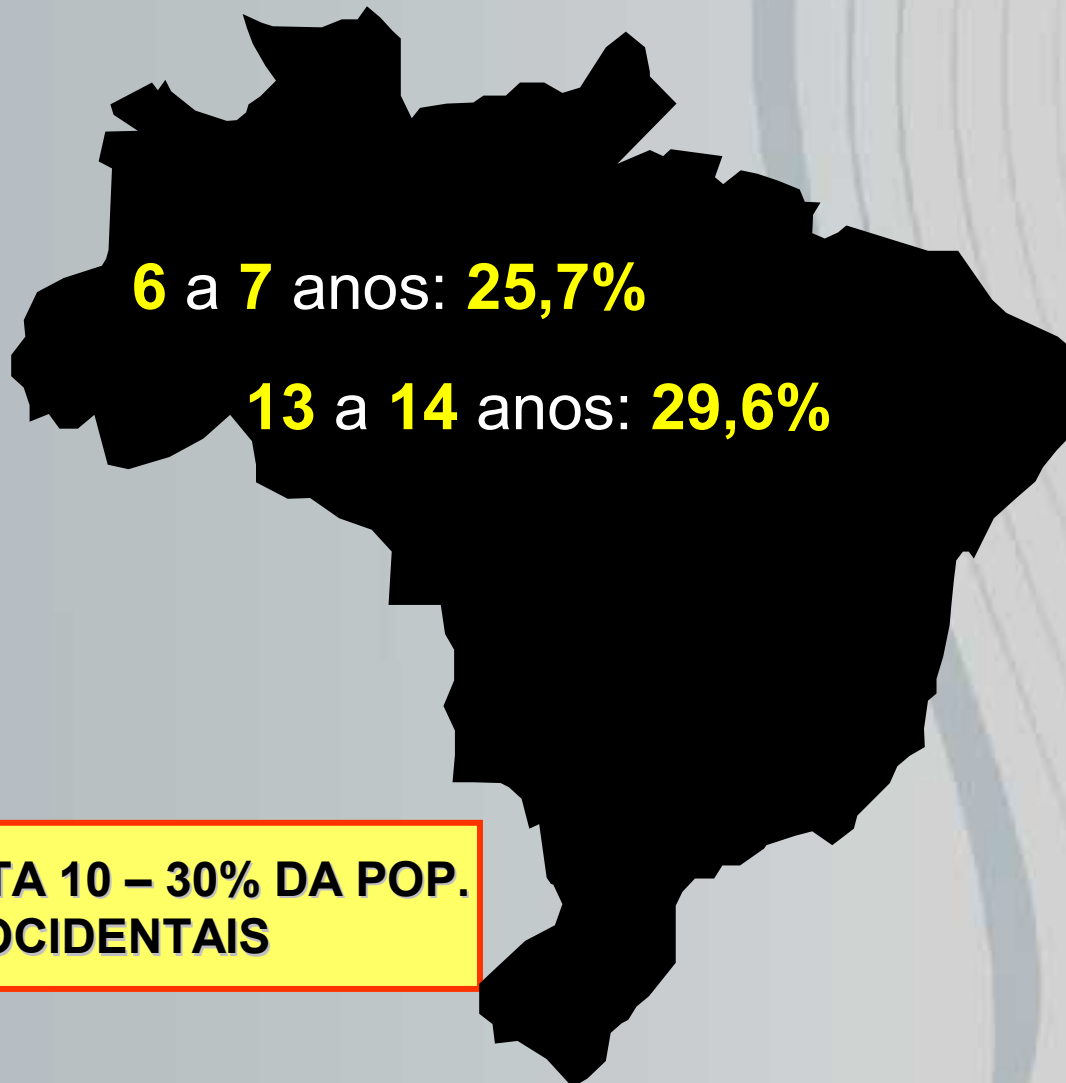 6 a 7 anos: 25,7%
13 a 14 anos: 29,6%
TA 10 – 30% DA POP.
OCIDENTAIS